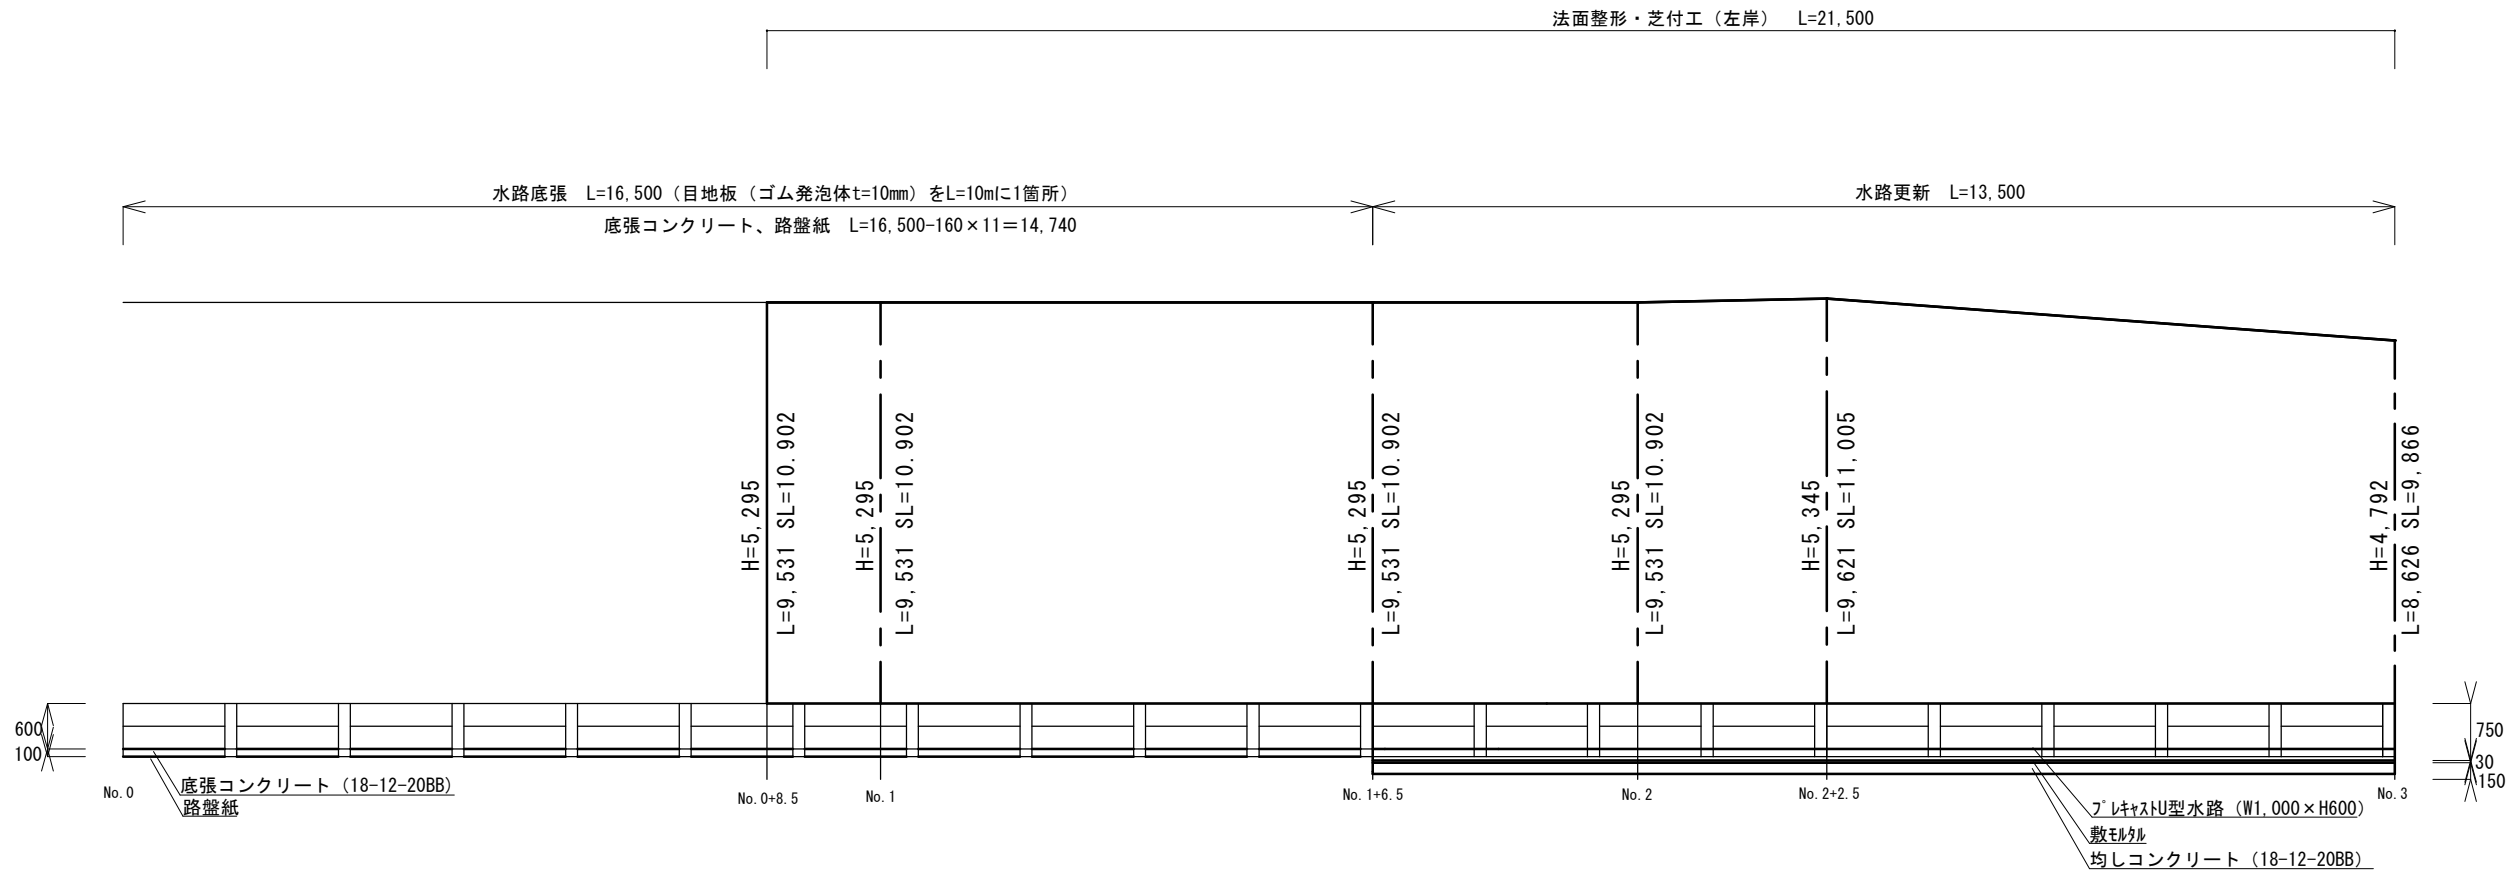 法面整形・芝付工（左岸）　L=21,500
水路底張　L=16,500（目地板（ゴム発泡体t=10mm）をL=10mに1箇所）
水路更新　L=13,500
底張コンクリート、路盤紙　L=16,500-160×11＝14,740
H=5,295
L=9,531 SL=10.902
H=5,295
L=9,531 SL=10.902
H=5,295
L=9,531 SL=10.902
H=5,295
L=9,531 SL=10.902
H=5,345
L=9,621 SL=11,005
H=4,792
L=8,626 SL=9,866
600
100
750
30
150
底張コンクリート（18-12-20BB）
路盤紙
No.0
No.0+8.5
No.1
No.1+6.5
No.2
No.2+2.5
No.3
ﾌﾟﾚｷｬｽﾄU型水路（W1,000×H600）
敷ﾓﾙﾀﾙ
均しコンクリート（18-12-20BB）